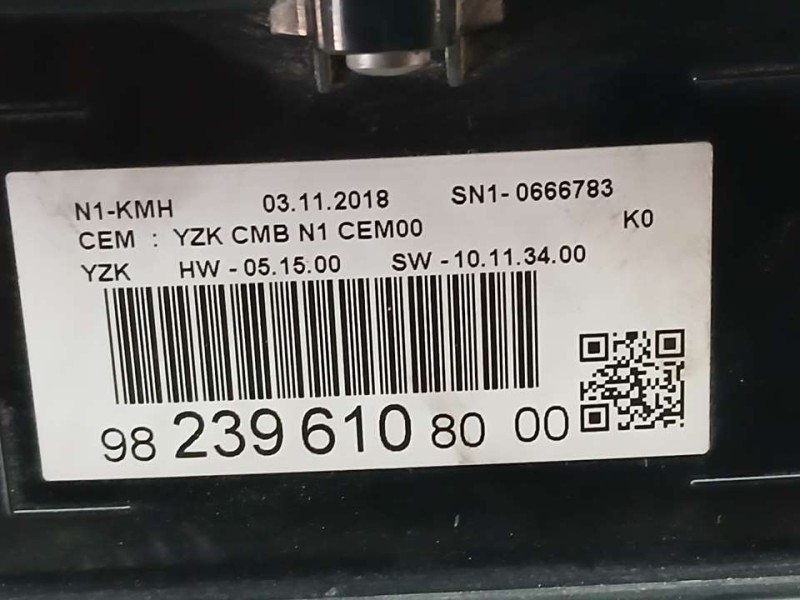 N1-KMH 03.11.2018 SN1- 0666783
CEM : YZK CMB N1 CEM00 K0
YZK HW - 05.15.00 SW - 10.11.34.00
98 239 610 80 00